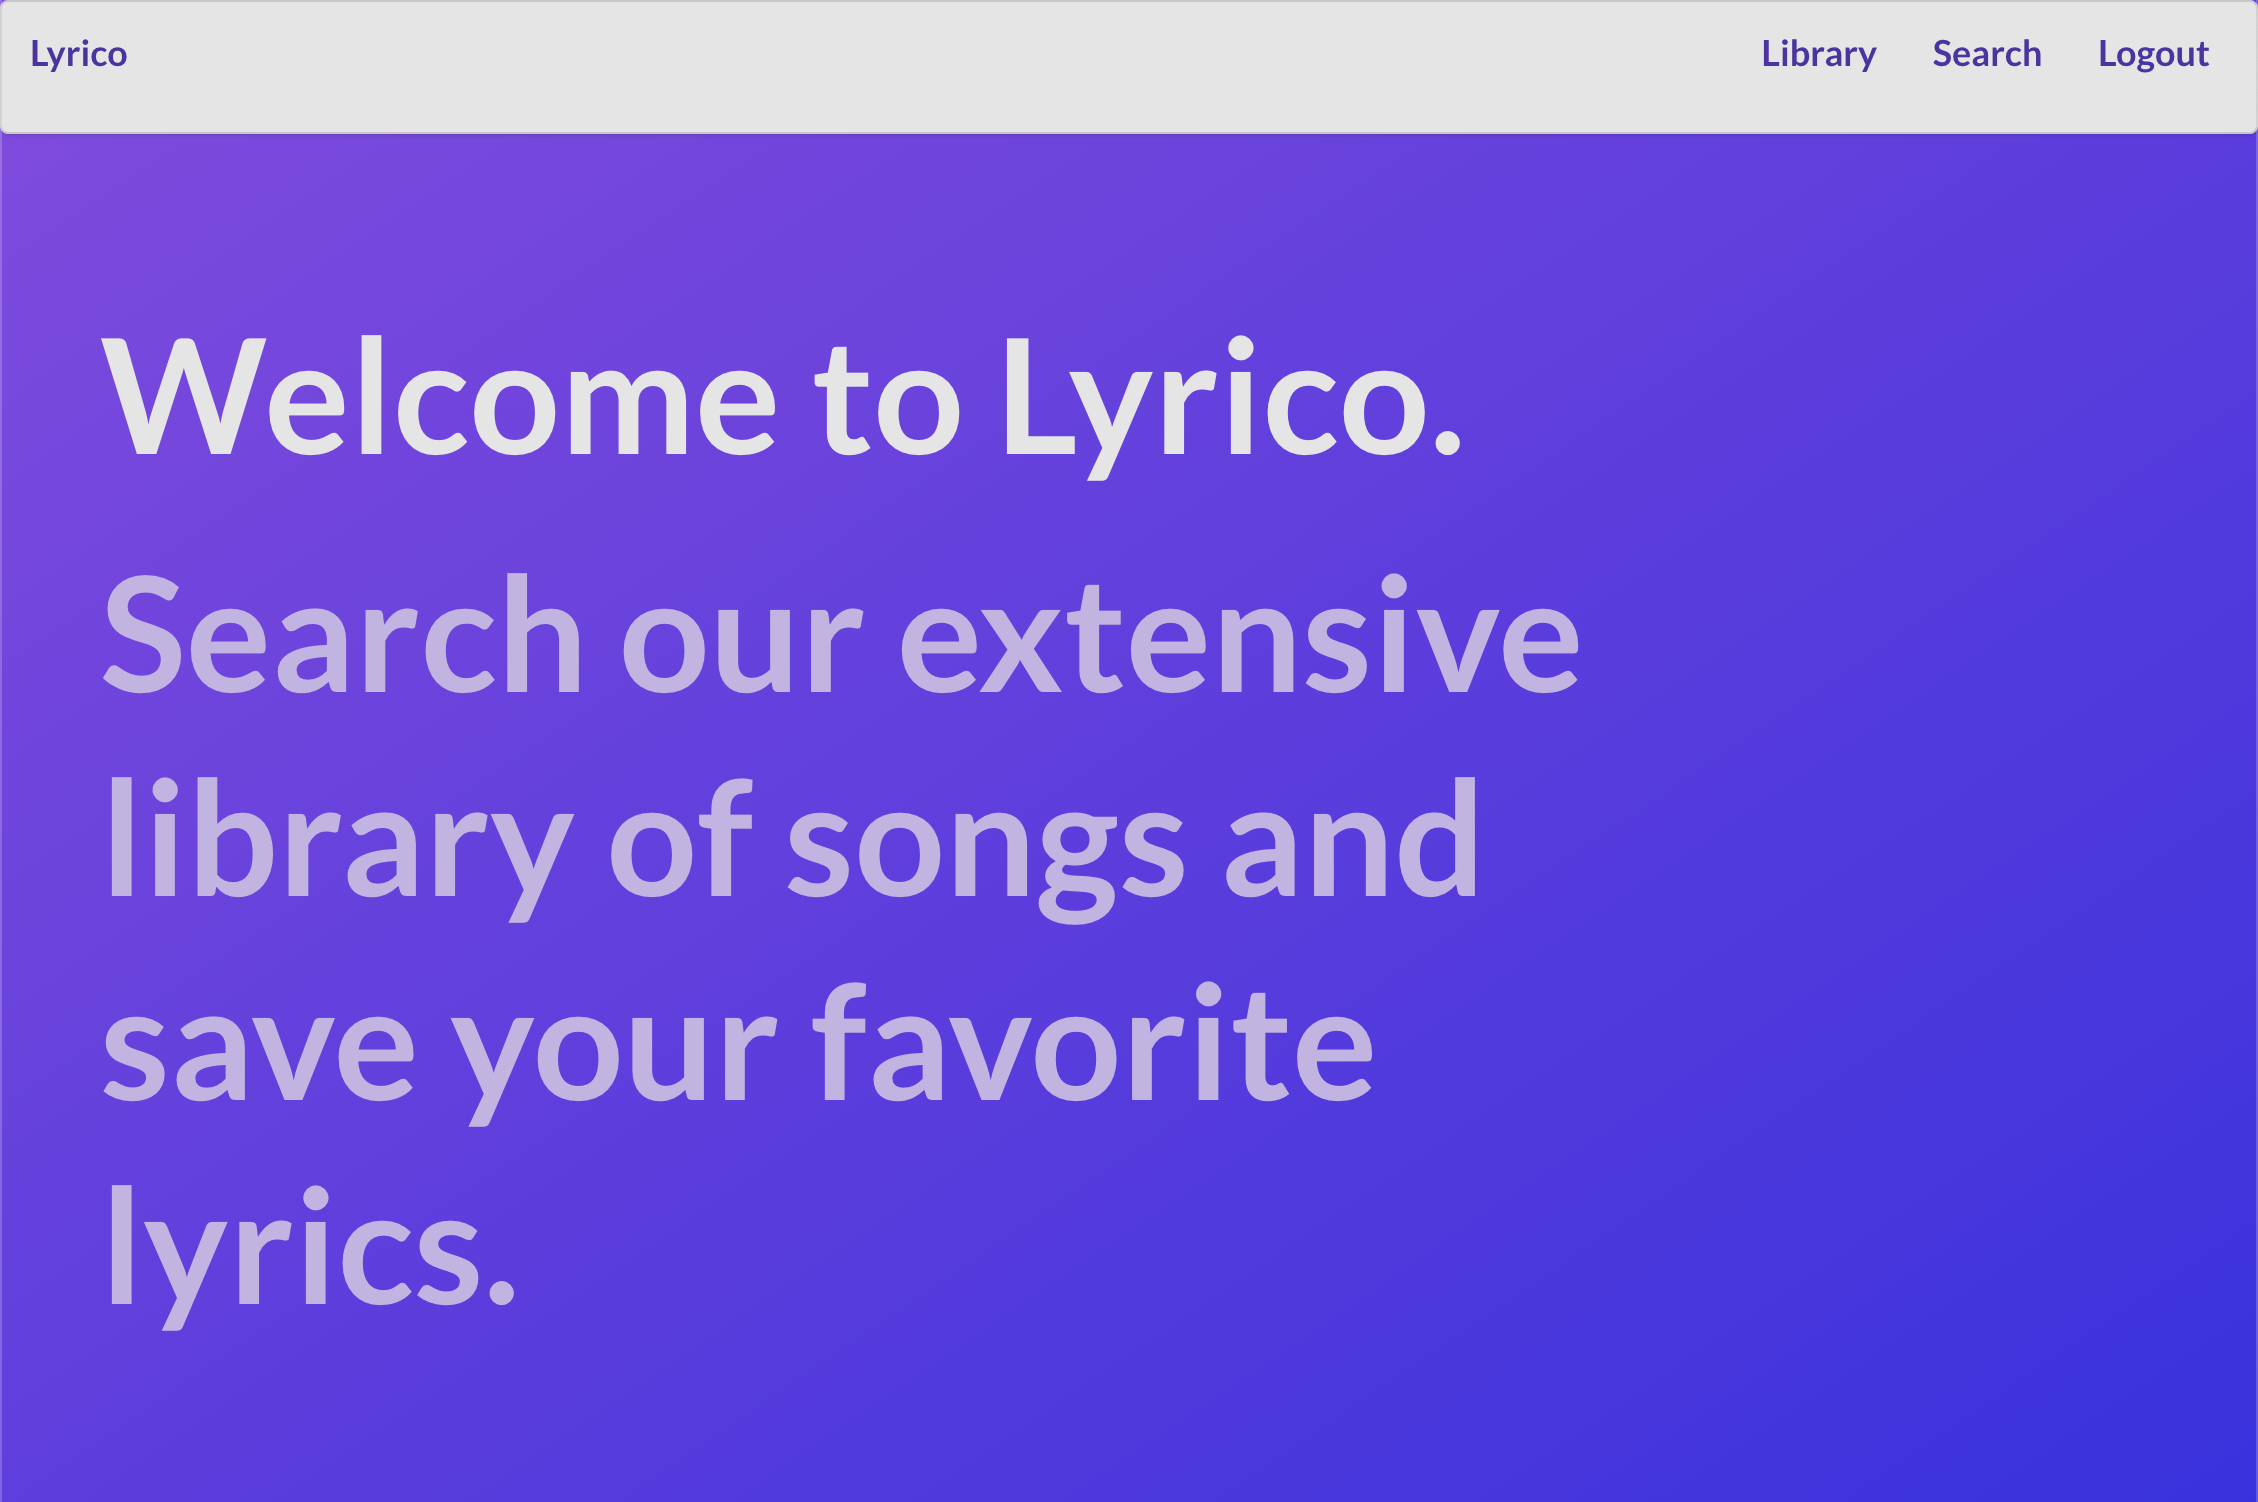 Lyrico
Library
Search
Logout
Welcome to Lyrico.
Search our extensive
library of songs and
save your favorite
lyrics.